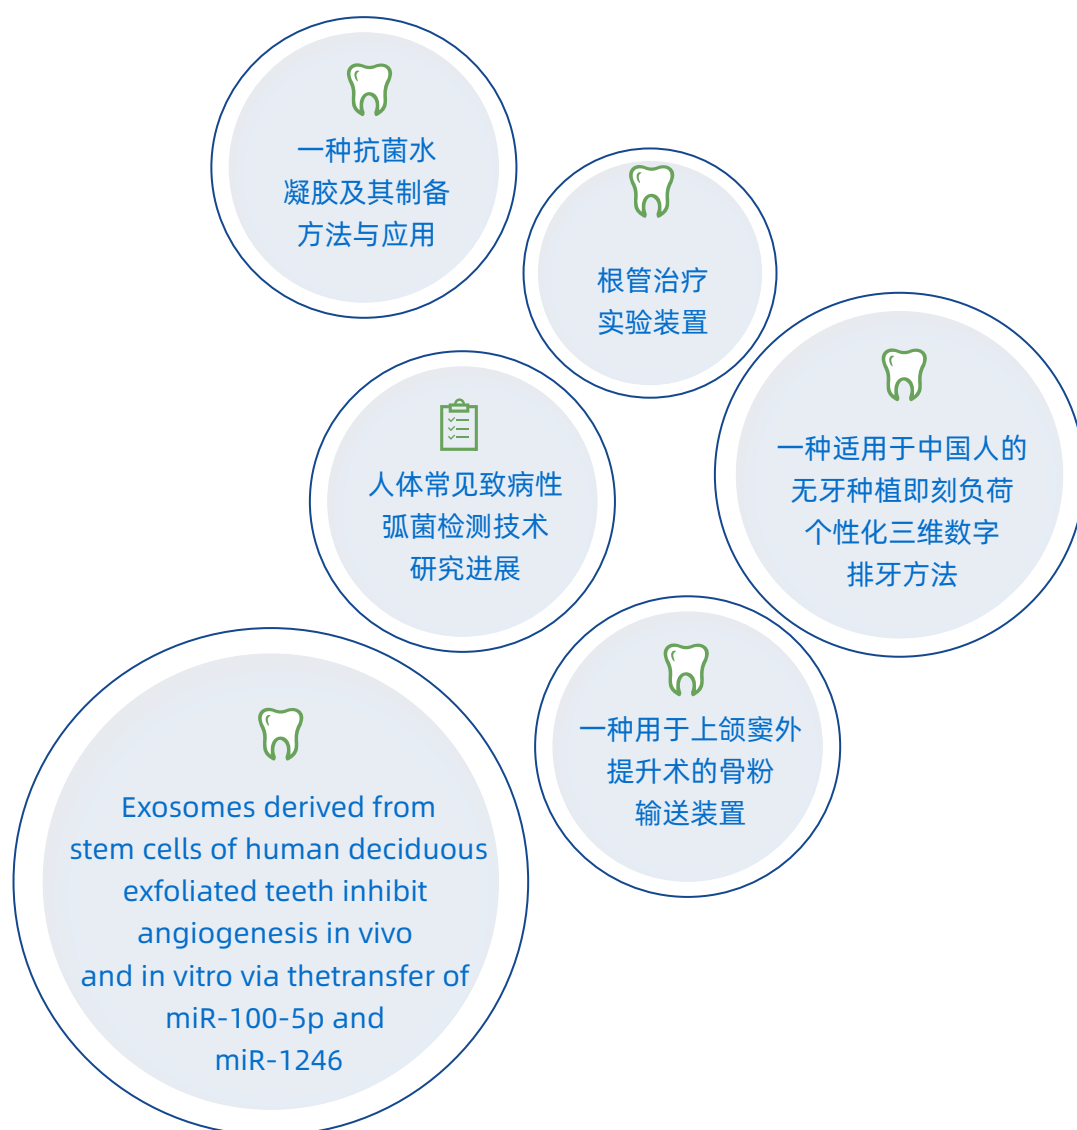 一种抗菌水
凝胶及其制备
方法与应用
根管治疗
实验装置
一种适用于中国人的
无牙种植即刻负荷
个性化三维数字
排牙方法
人体常见致病性
弧菌检测技术
研究进展
一种用于上颌窦外
提升术的骨粉
输送装置
Exosomes derived from
stem cells of human deciduous
exfoliated teeth inhibit
angiogenesis in vivo
and in vitro via thetransfer of
miR-100-5p and
miR-1246